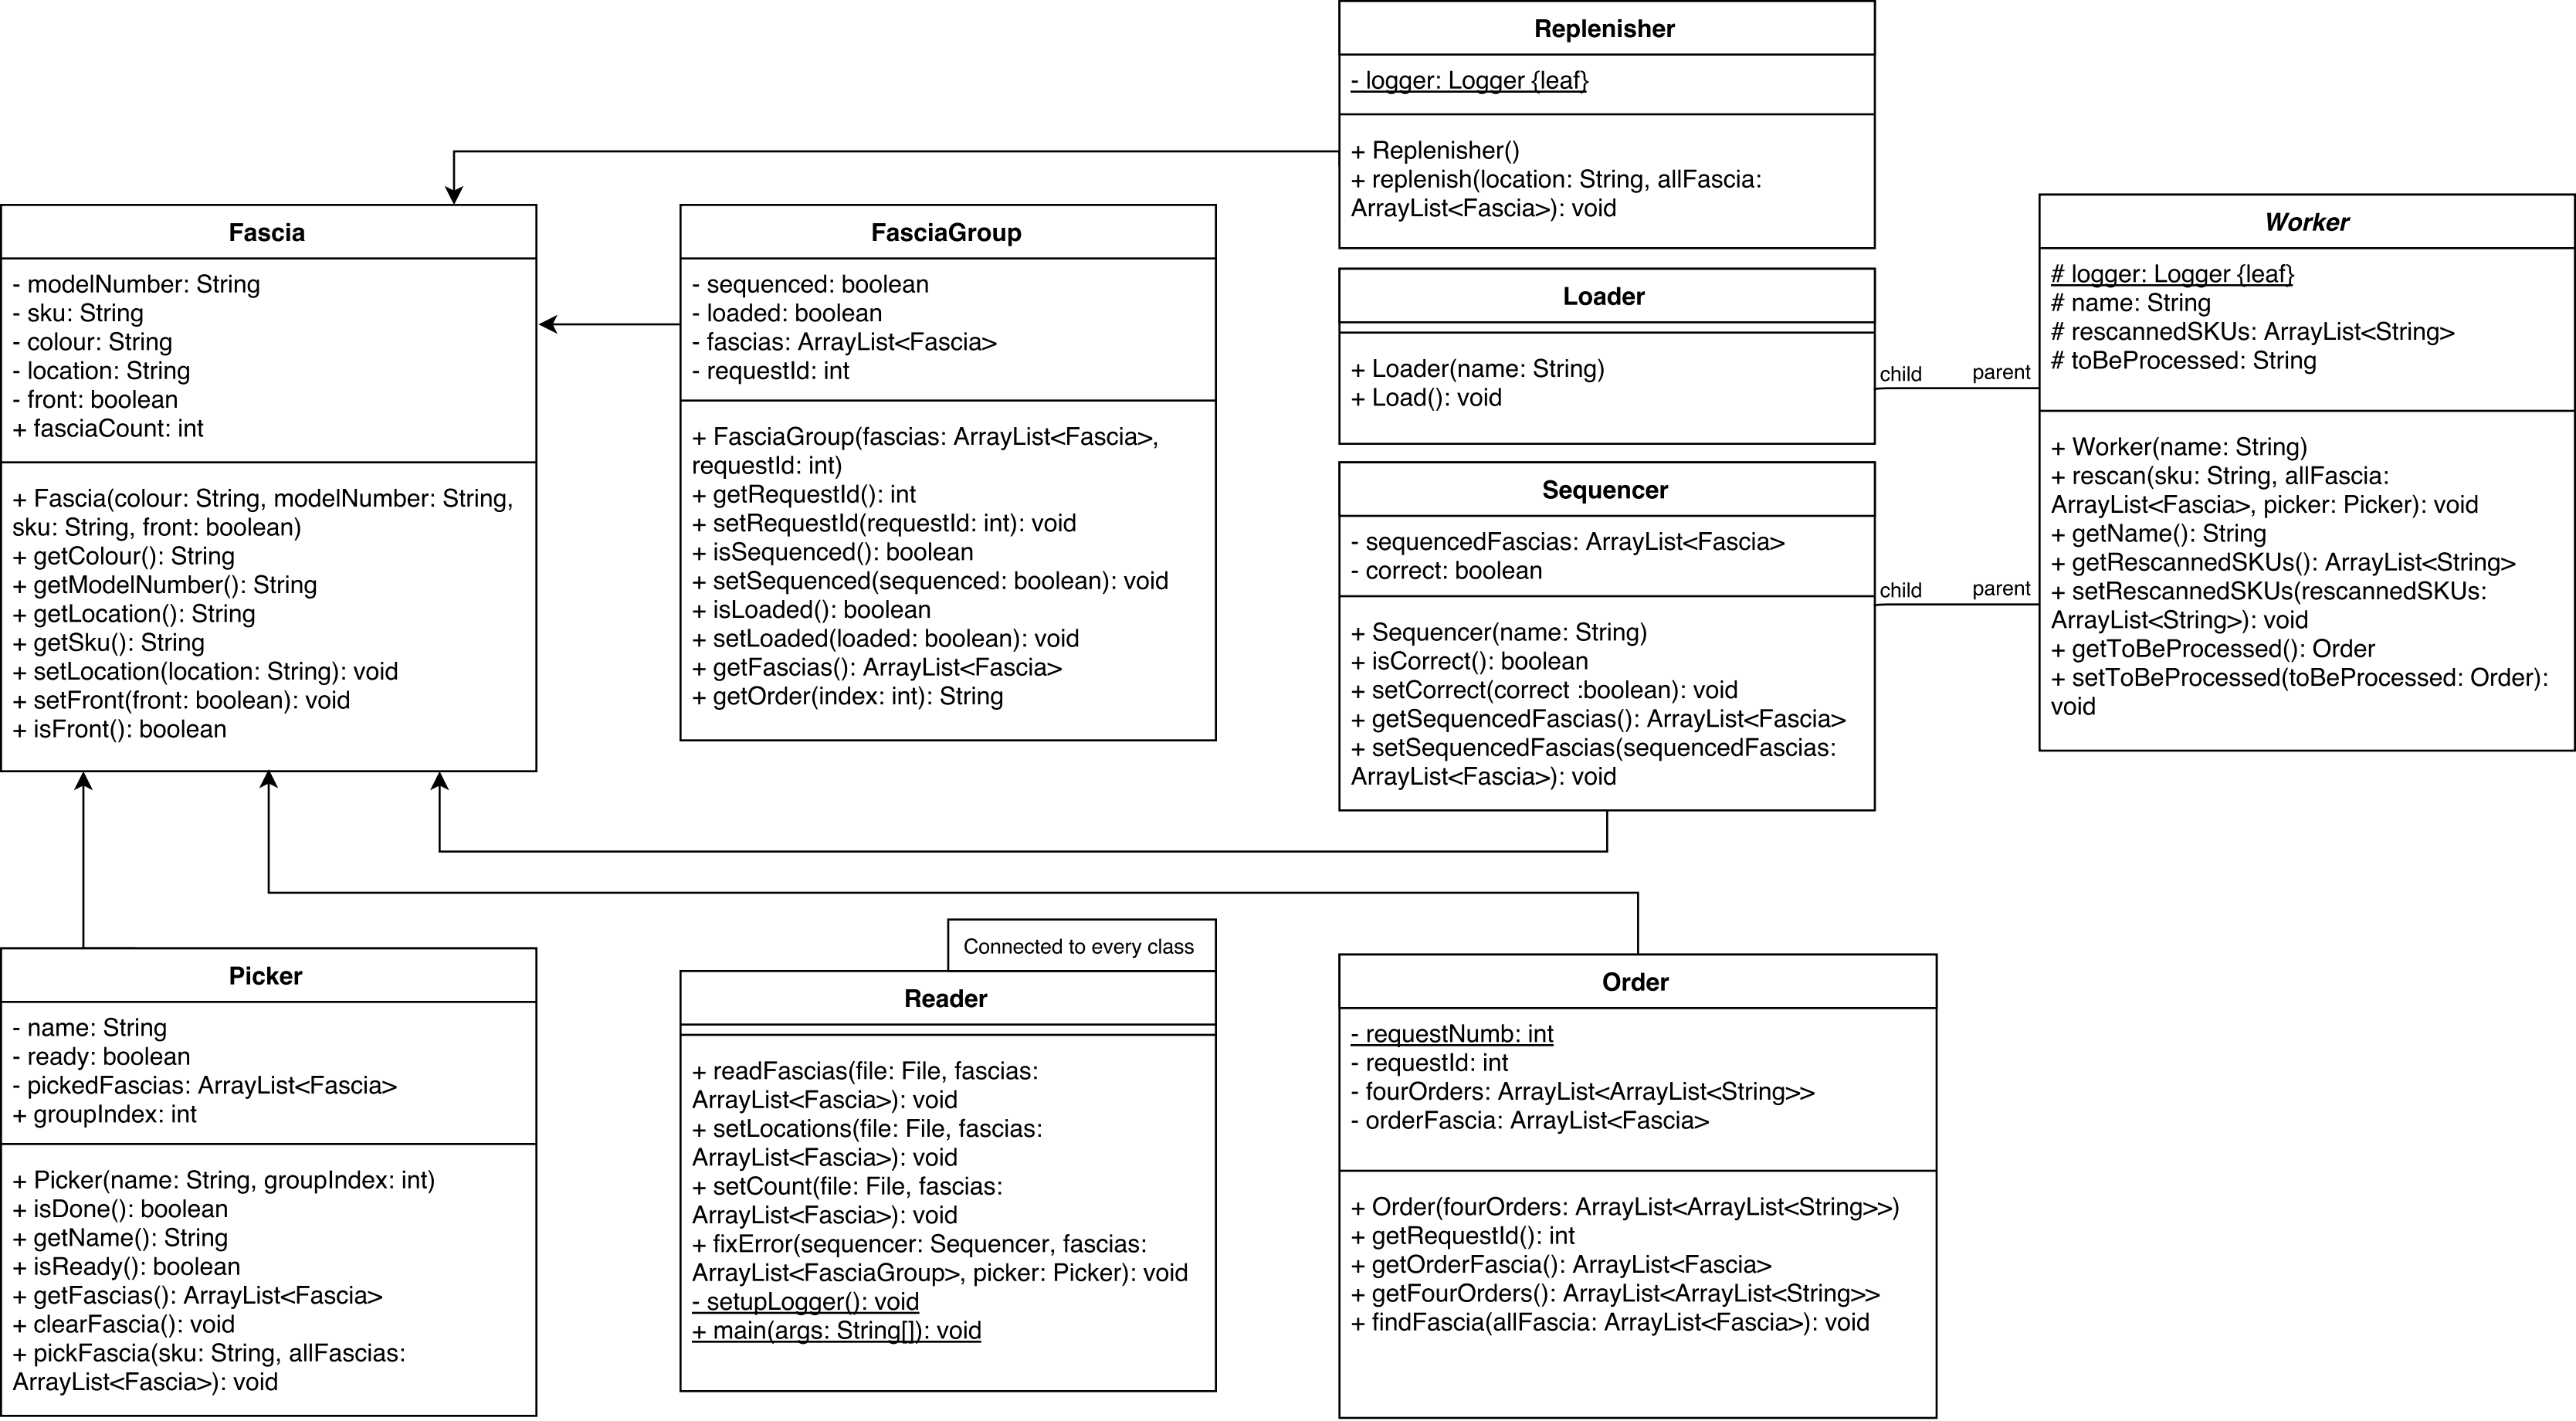 Replenisher
- logger: Logger {leaf}
+ Replenisher()
+ replenish(location: String, allFascia:
ArrayList<Fascia>): void
Fascia
- modelNumber: String
- sku: String
- colour: String
- location: String
- front: boolean
+ fasciaCount: int
+ Fascia(colour: String, modelNumber: String,
sku: String, front: boolean)
+ getColour(): String
+ getModelNumber(): String
+ getLocation(): String
+ getSku(): String
+ setLocation(location: String): void
+ setFront(front: boolean): void
+ isFront(): boolean
FasciaGroup
- sequenced: boolean
- loaded: boolean
- fascias: ArrayList<Fascia>
- requestId: int
+ FasciaGroup(fascias: ArrayList<Fascia>,
requestId: int)
+ getRequestId(): int
+ setRequestId(requestId: int): void
+ isSequenced(): boolean
+ setSequenced(sequenced: boolean): void
+ isLoaded(): boolean
+ setLoaded(loaded: boolean): void
+ getFascias(): ArrayList<Fascia>
+ getOrder(index: int): String
Loader
+ Loader(name: String)
+ Load(): void
child
parent
Sequencer
- sequencedFascias: ArrayList<Fascia>
- correct: boolean
+ Sequencer(name: String)
+ isCorrect(): boolean
+ setCorrect(correct :boolean): void
+ getSequencedFascias(): ArrayList<Fascia>
+ setSequencedFascias(sequencedFascias:
ArrayList<Fascia>): void
child
parent
Worker
# logger: Logger {leaf}
# name: String
# rescannedSKUs: ArrayList<String>
# toBeProcessed: String
+ Worker(name: String)
+ rescan(sku: String, allFascia:
ArrayList<Fascia>, picker: Picker): void
+ getName(): String
+ getRescannedSKUs(): ArrayList<String>
+ setRescannedSKUs(rescannedSKUs:
ArrayList<String>): void
+ getToBeProcessed(): Order
+ setToBeProcessed(toBeProcessed: Order):
void
Picker
- name: String
- ready: boolean
- pickedFascias: ArrayList<Fascia>
+ groupIndex: int
+ Picker(name: String, groupIndex: int)
+ isDone(): boolean
+ getName(): String
+ isReady(): boolean
+ getFascias(): ArrayList<Fascia>
+ clearFascia(): void
+ pickFascia(sku: String, allFascias:
ArrayList<Fascia>): void
Connected to every class
Reader
+ readFascias(file: File, fascias:
ArrayList<Fascia>): void
+ setLocations(file: File, fascias:
ArrayList<Fascia>): void
+ setCount(file: File, fascias:
ArrayList<Fascia>): void
+ fixError(sequencer: Sequencer, fascias:
ArrayList<FasciaGroup>, picker: Picker): void
- setupLogger(): void
+ main(args: String[]): void
Order
- requestNumb: int
- requestId: int
- fourOrders: ArrayList<ArrayList<String>>
- orderFascia: ArrayList<Fascia>
+ Order(fourOrders: ArrayList<ArrayList<String>>)
+ getRequestId(): int
+ getOrderFascia(): ArrayList<Fascia>
+ getFourOrders(): ArrayList<ArrayList<String>>
+ findFascia(allFascia: ArrayList<Fascia>): void